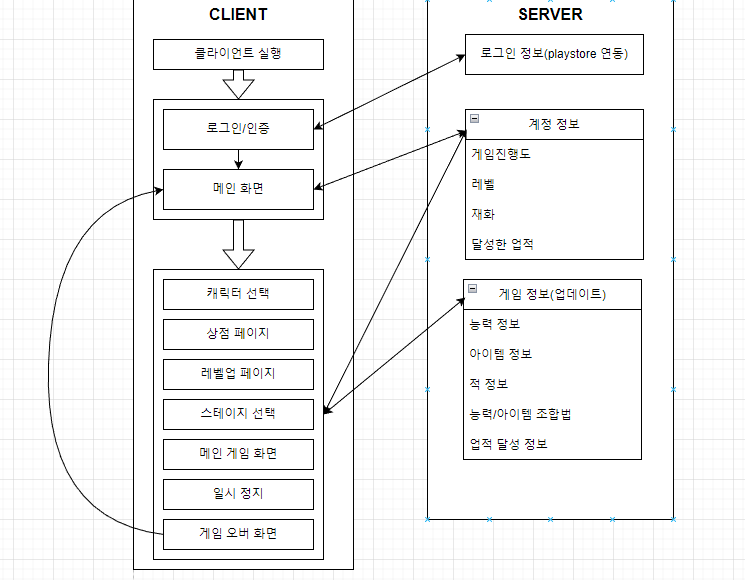 CLIENT
클라이언트 실행
로그인/인증
메인 화면
캐릭터 선택
상점 페이지
레벨업 페이지
스테이지 선택
메인 게임 화면
일시 정지
게임 오버 화면
SERVER
로그인 정보(playstore 연동)
계정 정보
게임진행도
레벨
재화
달성한 업적
게임 정보(업데이트)
능력 정보
아이템 정보
적 정보
능력/아이템 조합법
업적 달성 정보